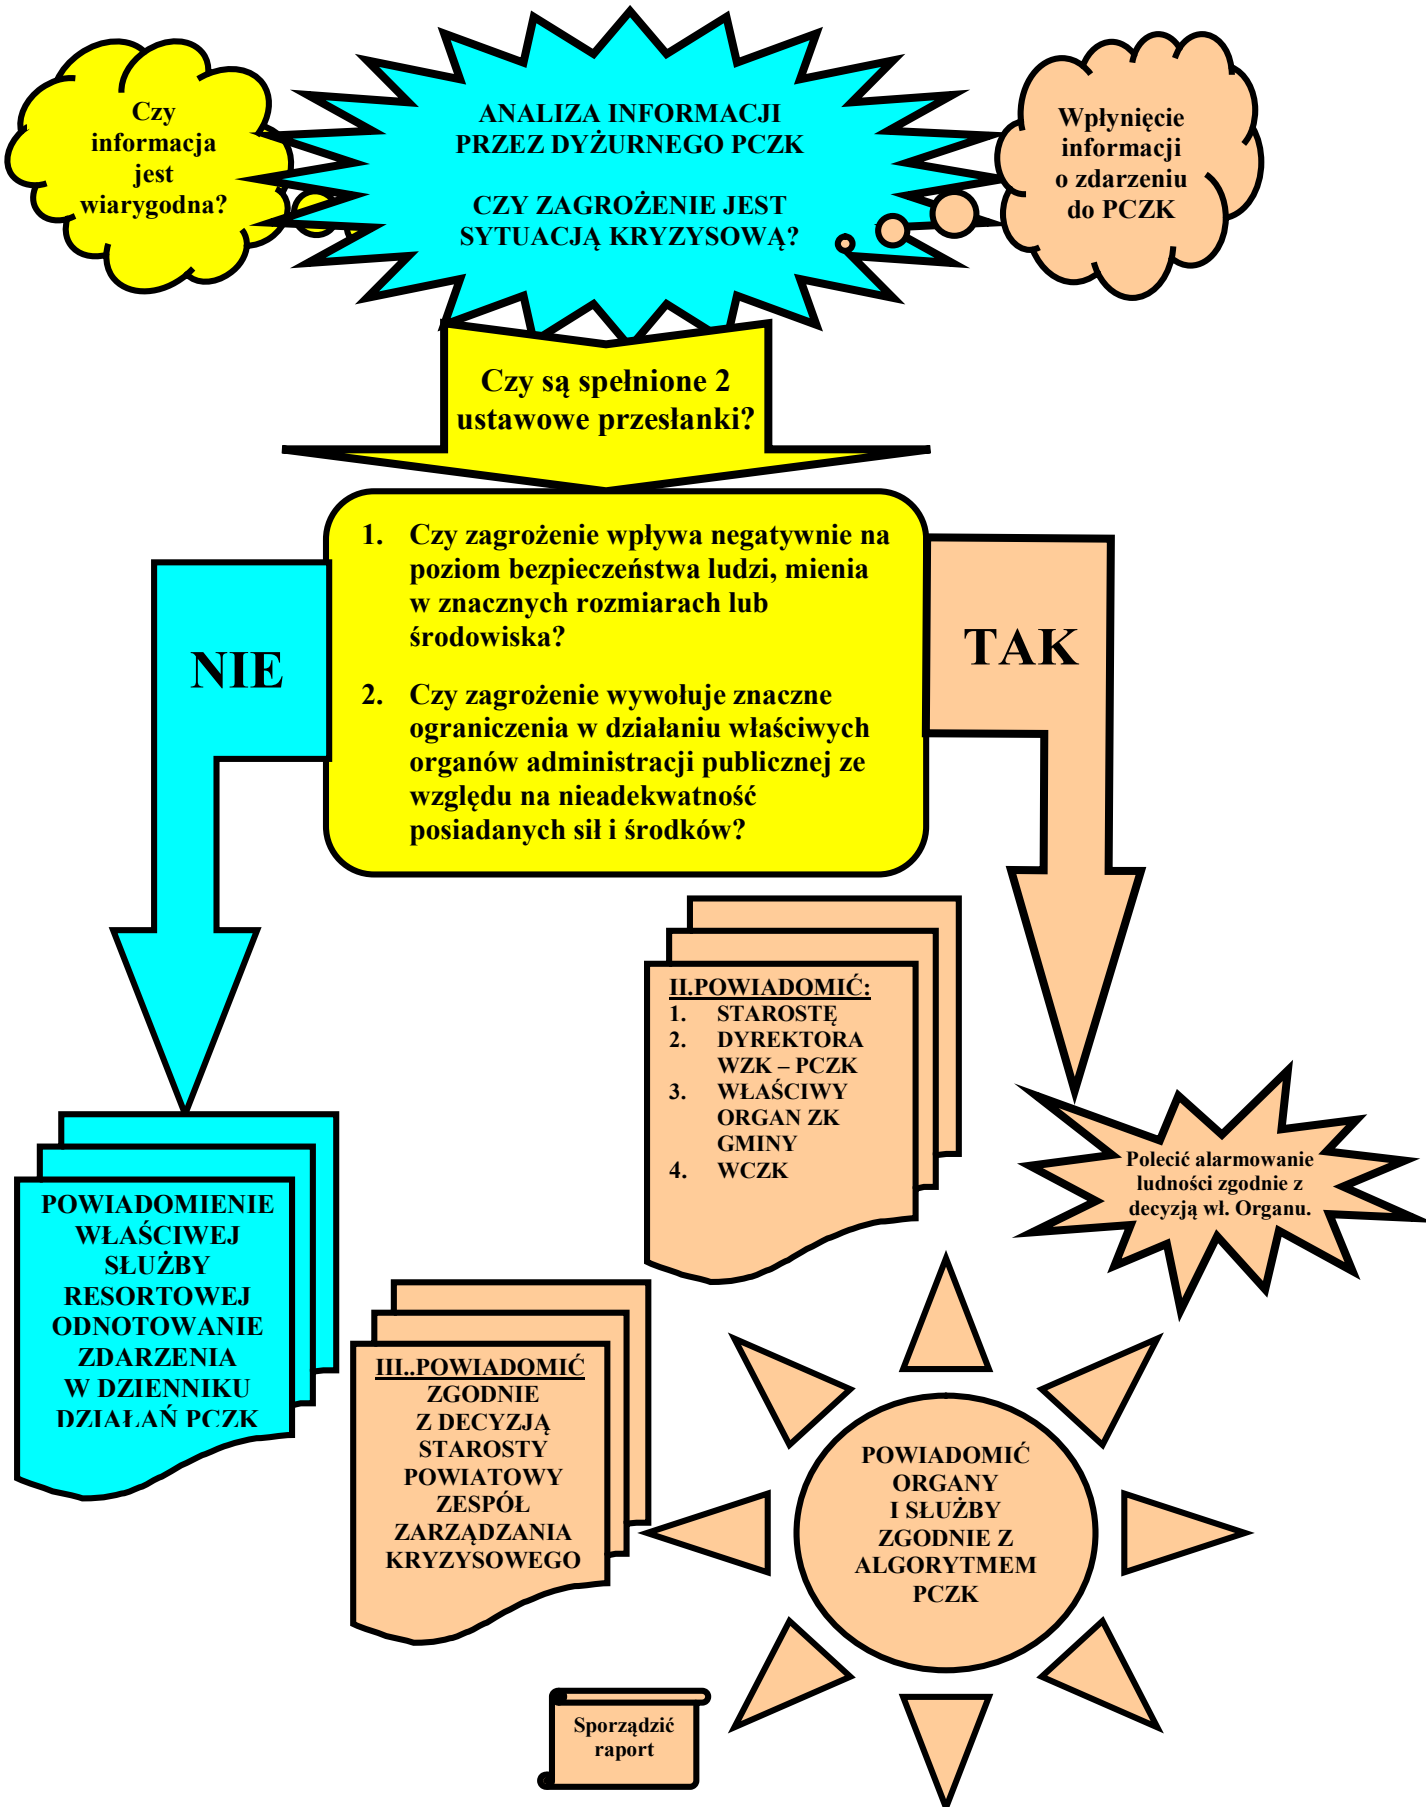 Czy
informacja
jest
wiarygodna?
ANALIZA INFORMACJI
PRZEZ DYŻURNEGO PCZK
CZY ZAGROŻENIE JEST
SYTUACJĄ KRYZYSOWĄ?
Wpłynięcie
informacji
o zdarzeniu
do PCZK
Czy są spełnione 2
ustawowe przesłanki?
1. Czy zagrożenie wpływa negatywnie na
poziom bezpieczeństwa ludzi, mienia
w znacznych rozmiarach lub
środowiska?
2. Czy zagrożenie wywołuje znaczne
ograniczenia w działaniu właściwych
organów administracji publicznej ze
względu na nieadekwatność
posiadanych sił i środków?
NIE
TAK
II.POWIADOMIĆ:
1. STAROSTĘ
2. DYREKTORA
WZK – PCZK
3. WŁAŚCIWY
ORGAN ZK
GMINY
4. WCZK
Polecić alarmowanie
ludności zgodnie z
decyzją wł. Organu.
POWIADOMIENIE
WŁAŚCIWEJ
SŁUŻBY
RESORTOWEJ
ODNOTOWANIE
ZDARZENIA
W DZIENNIKU
DZIAŁAŃ PCZK
III..POWIADOMIĆ
ZGODNIE
Z DECYZJĄ
STAROSTY
POWIATOWY
ZESPÓŁ
ZARZĄDZANIA
KRYZYSOWEGO
POWIADOMIĆ
ORGANY
I SŁUŻBY
ZGODNIE Z
ALGORYTMEM
PCZK
Sporządzić
raport